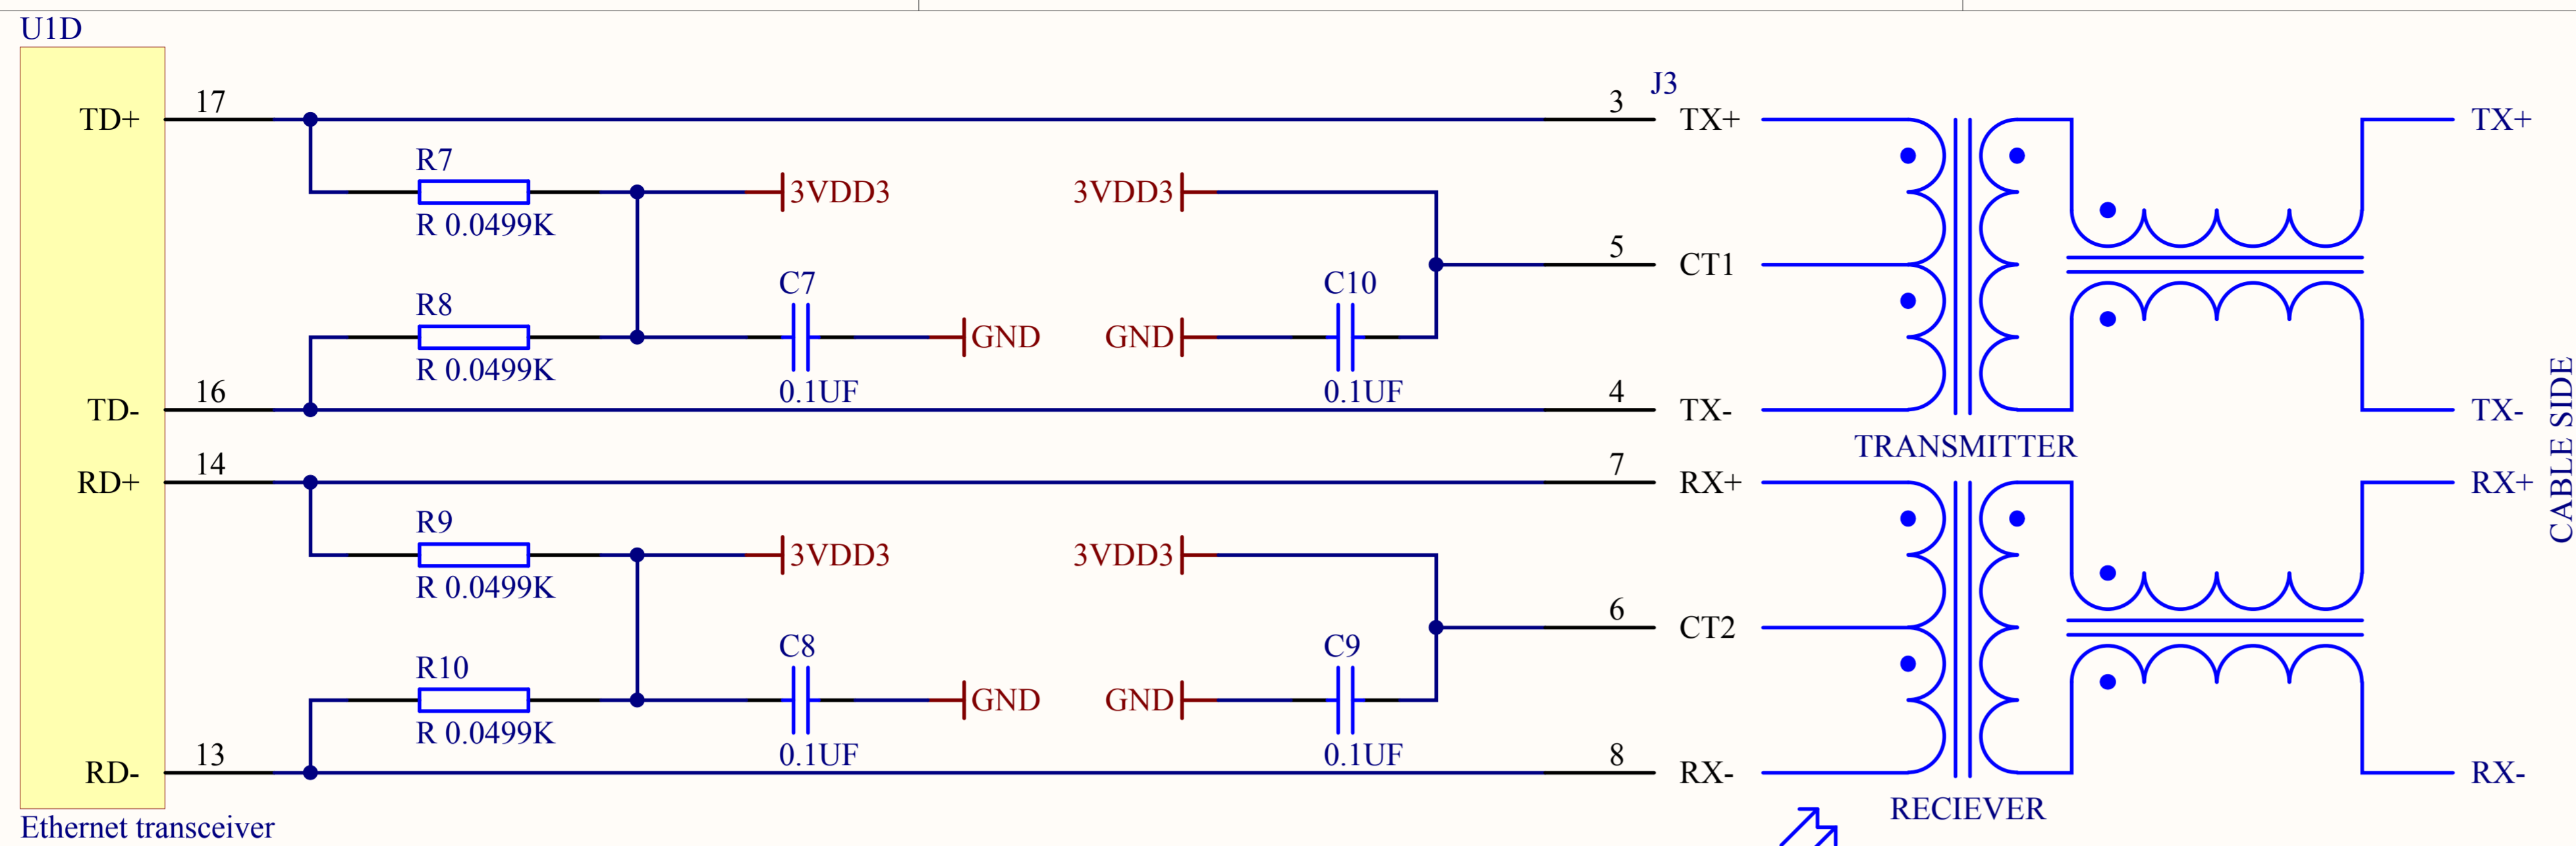 U1D
J3
TD+ 17 3 TX+ TX+
R7
3VDD3 3VDD3
R 0.0499K
5 CT1
R8 C7 C10
GND GND
R 0.0499K 0.1UF 0.1UF
TD- 16 4 TX- TX-
TRANSMITTER
CABLE SIDE
RD+ 14 7 RX+ RX+
R9
3VDD3 3VDD3
R 0.0499K
6 CT2
R10 C8 C9
GND GND
R 0.0499K 0.1UF 0.1UF
RD- 13 8 RX- RX-
RECIEVER
Ethernet transceiver